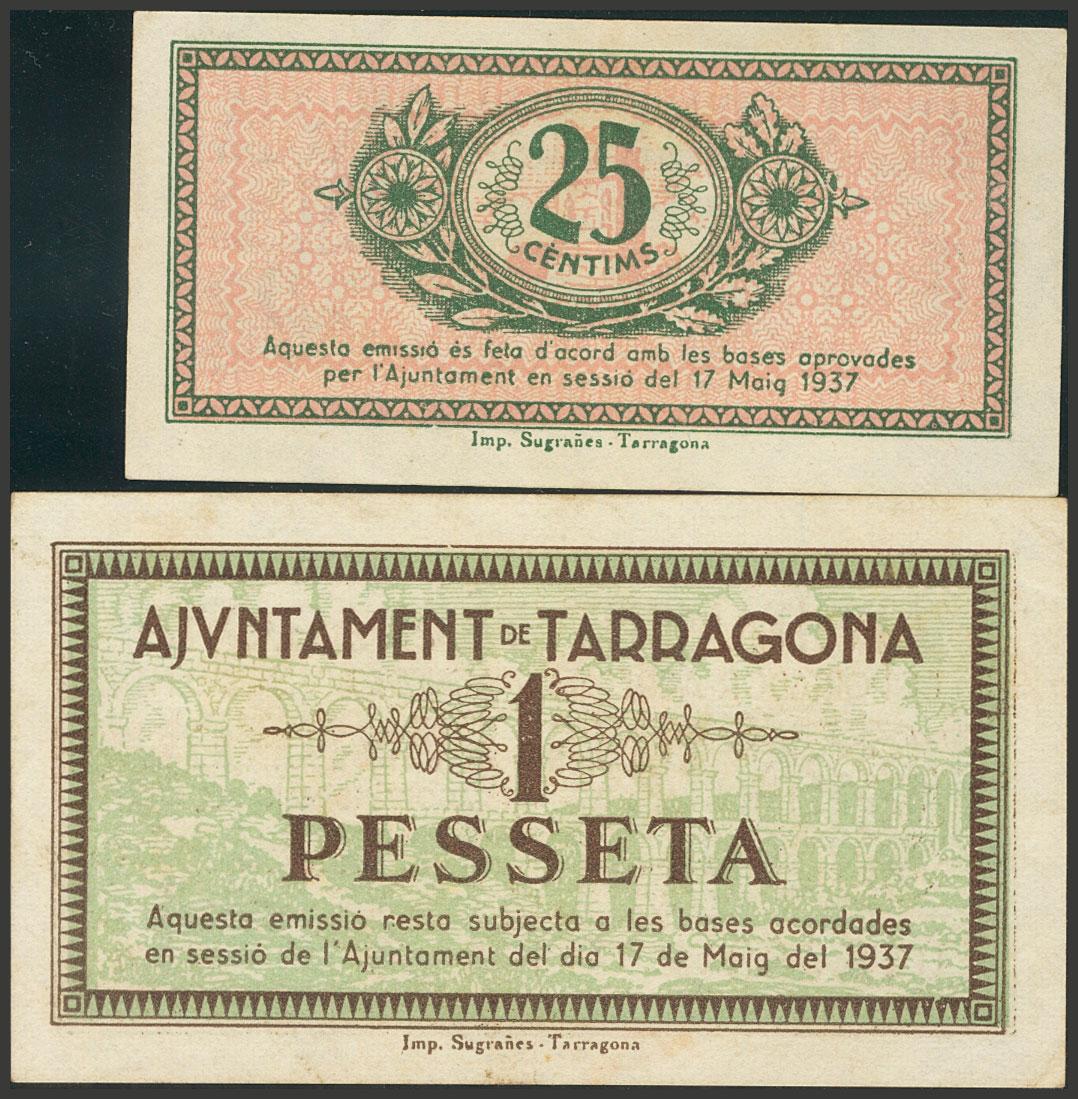 25
CÈNTIMS
Aquesta emissió és feta d'acord amb les bases aprovades
per l'Ajuntament en sessió del 17 Maig 1937
Imp. Sugrañes - Tarragona
AJVNTAMENT DE TARRAGONA
1
PESSETA
Aquesta emissió resta subjecta a les bases acordades
en sessió de l'Ajuntament del dia 17 de Maig del 1937
Imp. Sugrañes - Tarragona